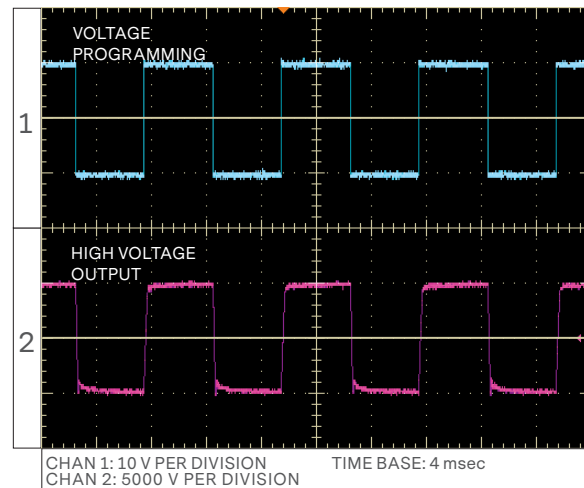 VOLTAGE
PROGRAMMING
1
HIGH VOLTAGE
OUTPUT
2
CHAN 1: 10 V PER DIVISION TIME BASE: 4 msec
CHAN 2: 5000 V PER DIVISION